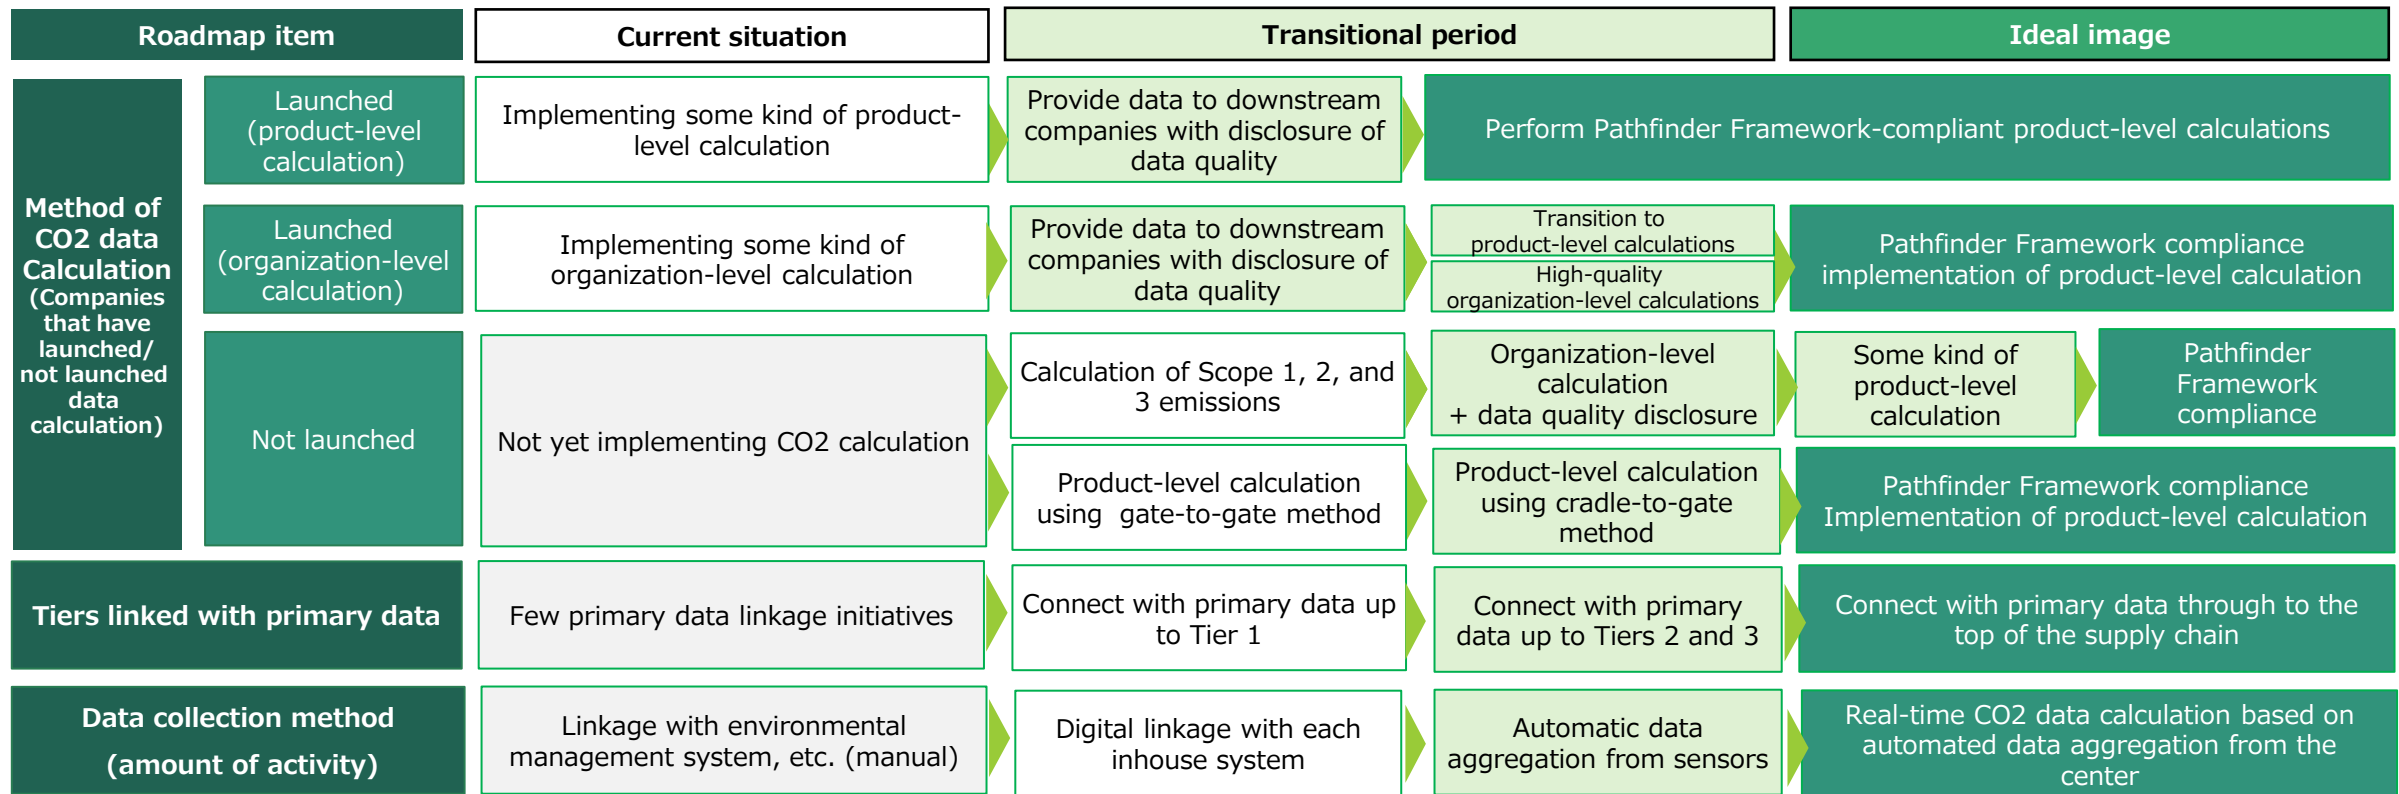 Roadmap item
Current situation
Transitional period
Ideal image
Method of
CO2 data
Calculation
(Companies
that have
launched/
not launched
data
calculation)
Launched
(product-level
calculation)
Implementing some kind of product-
level calculation
Provide data to downstream
companies with disclosure of
data quality
Perform Pathfinder Framework-compliant product-level calculations
Launched
(organization-level
calculation)
Implementing some kind of
organization-level calculation
Provide data to downstream
companies with disclosure of
data quality
Transition to
product-level calculations
High-quality
organization-level calculations
Pathfinder Framework compliance
implementation of product-level calculation
Not launched
Not yet implementing CO2 calculation
Calculation of Scope 1, 2, and
3 emissions
Organization-level
calculation
+ data quality disclosure
Some kind of
product-level
calculation
Pathfinder
Framework
compliance
Product-level calculation
using gate-to-gate method
Product-level calculation
using cradle-to-gate
method
Pathfinder Framework compliance
Implementation of product-level calculation
Tiers linked with primary data
Few primary data linkage initiatives
Connect with primary data up
to Tier 1
Connect with primary
data up to Tiers 2 and 3
Connect with primary data through to the
top of the supply chain
Data collection method
(amount of activity)
Linkage with environmental
management system, etc. (manual)
Digital linkage with each
inhouse system
Automatic data
aggregation from sensors
Real-time CO2 data calculation based on
automated data aggregation from the
center